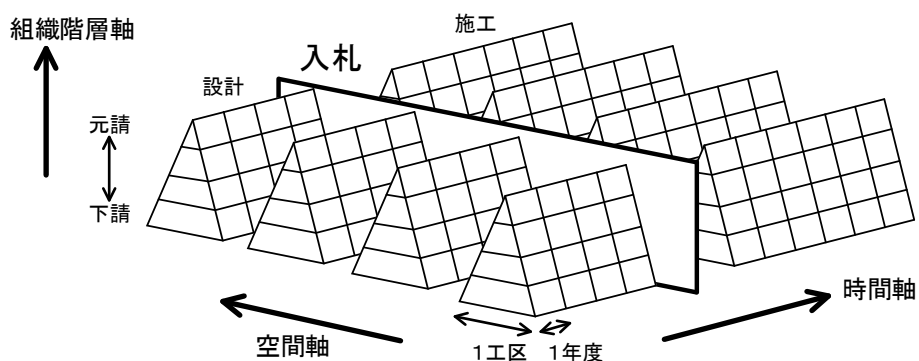 組織階層軸
施工
入札
設計
元請
下請
時間軸
空間軸
1工区
1年度